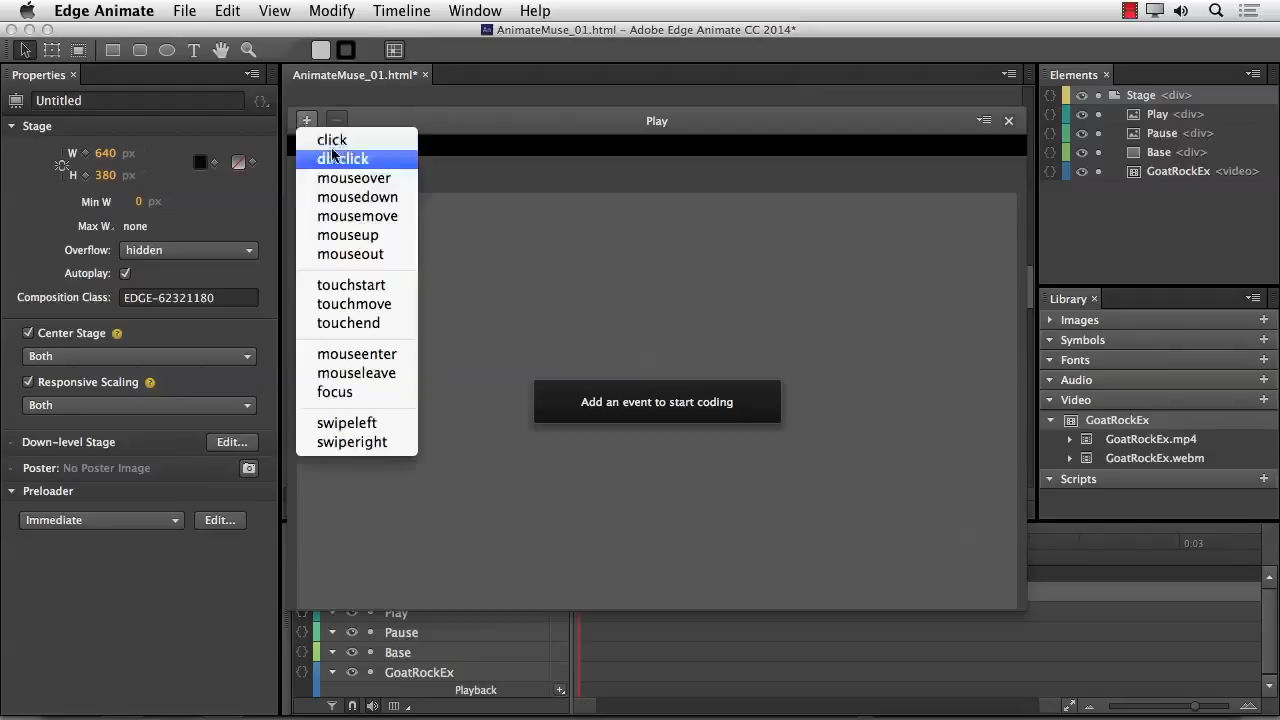 Edge Animate File Edit View Modify Timeline Window Help
AnimateMuse_01.html – Adobe Edge Animate CC 2014*
Properties ×
AnimateMuse_01.html* ×
Elements ×
Untitled
Stage
W 640 px
H 380 px
Min W 0 px
Max W. none
Overflow: hidden
Autoplay:
Composition Class: EDGE-62321180
Center Stage
Both
Responsive Scaling
Both
Down-level Stage Edit...
Poster: No Poster Image
Preloader
Immediate Edit...
Play
click
dblclick
mouseover
mousedown
mousemove
mouseup
mouseout
touchstart
touchmove
touchend
mouseenter
mouseleave
focus
swipeleft
swiperight
Add an event to start coding
Stage <div>
Play <div>
Pause <div>
Base <div>
GoatRockEx <video>
Library ×
Images
Symbols
Fonts
Audio
Video
GoatRockEx
GoatRockEx.mp4
GoatRockEx.webm
Scripts
0:03
Play
Pause
Base
GoatRockEx
Playback